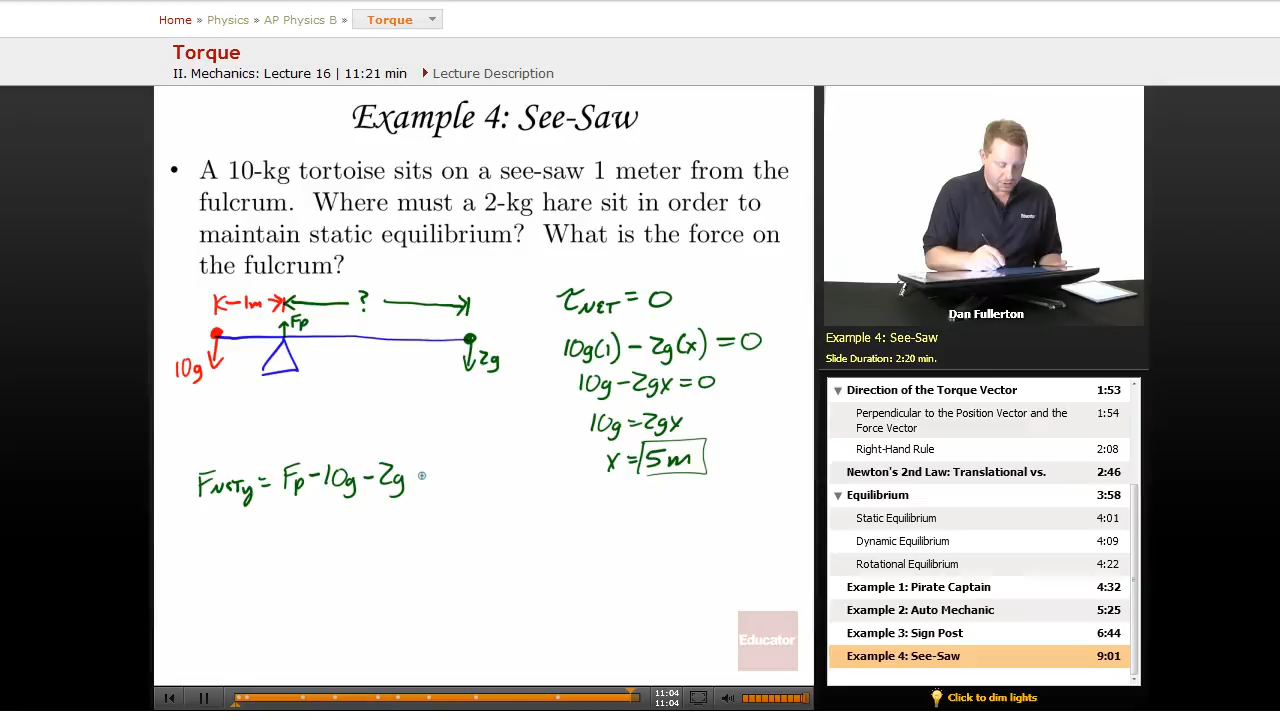 Home » Physics » AP Physics B » Torque
Torque
II. Mechanics: Lecture 16 | 11:21 min Lecture Description
Example 4: See-Saw
• A 10-kg tortoise sits on a see-saw 1 meter from the
fulcrum. Where must a 2-kg hare sit in order to
maintain static equilibrium? What is the force on
the fulcrum?
1m ?
Fp
10g
2g
τNET = 0
10g(1) - 2g(x) = 0
10g - 2gx = 0
10g = 2gx
x = 5m
FNETy = Fp - 10g - 2g
Educator
Dan Fullerton
Example 4: See-Saw
Slide Duration: 2:20 min.
Direction of the Torque Vector 1:53
Perpendicular to the Position Vector and the 1:54
Force Vector
Right-Hand Rule 2:08
Newton's 2nd Law: Translational vs. 2:46
Equilibrium 3:58
Static Equilibrium 4:01
Dynamic Equilibrium 4:09
Rotational Equilibrium 4:22
Example 1: Pirate Captain 4:32
Example 2: Auto Mechanic 5:25
Example 3: Sign Post 6:44
Example 4: See-Saw 9:01
11:04
11:04
Click to dim lights